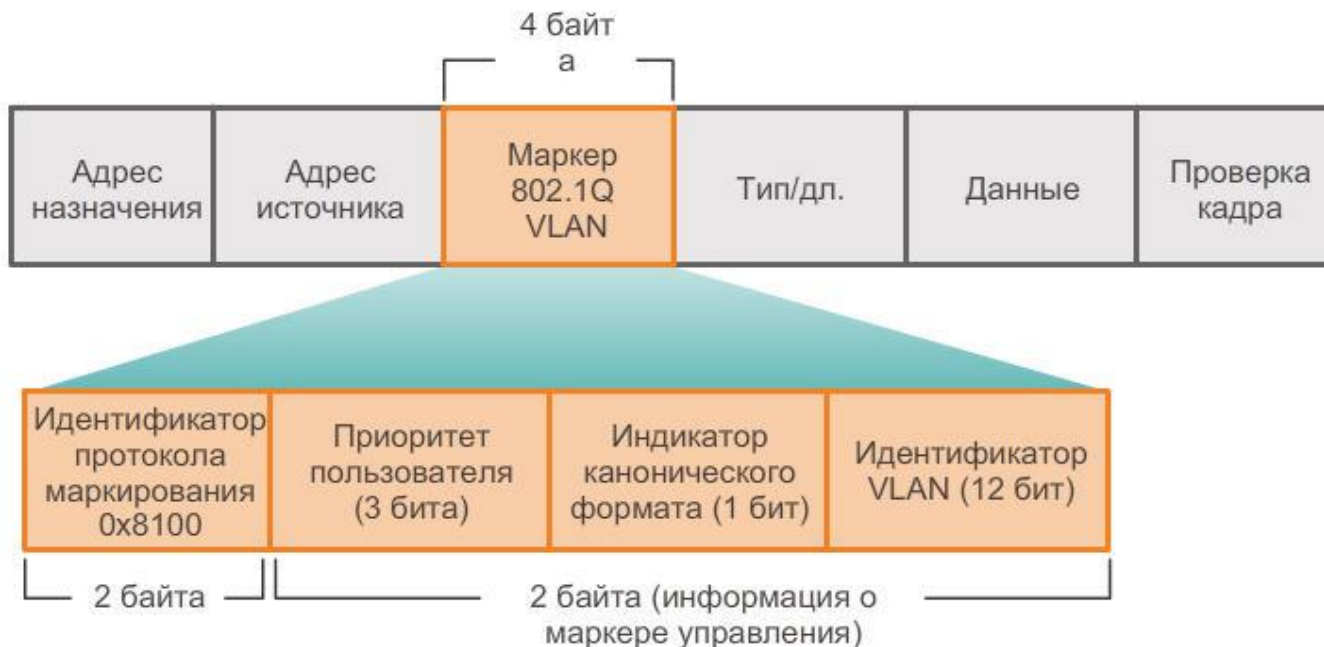 4 байт
а
Адрес
назначения
Адрес
источника
Маркер
802.1Q
VLAN
Тип/дл.
Данные
Проверка
кадра
Идентификатор
протокола
маркирования
0x8100
Приоритет
пользователя
(3 бита)
Индикатор
канонического
формата (1 бит)
Идентификатор
VLAN (12 бит)
2 байта
2 байта (информация о
маркере управления)